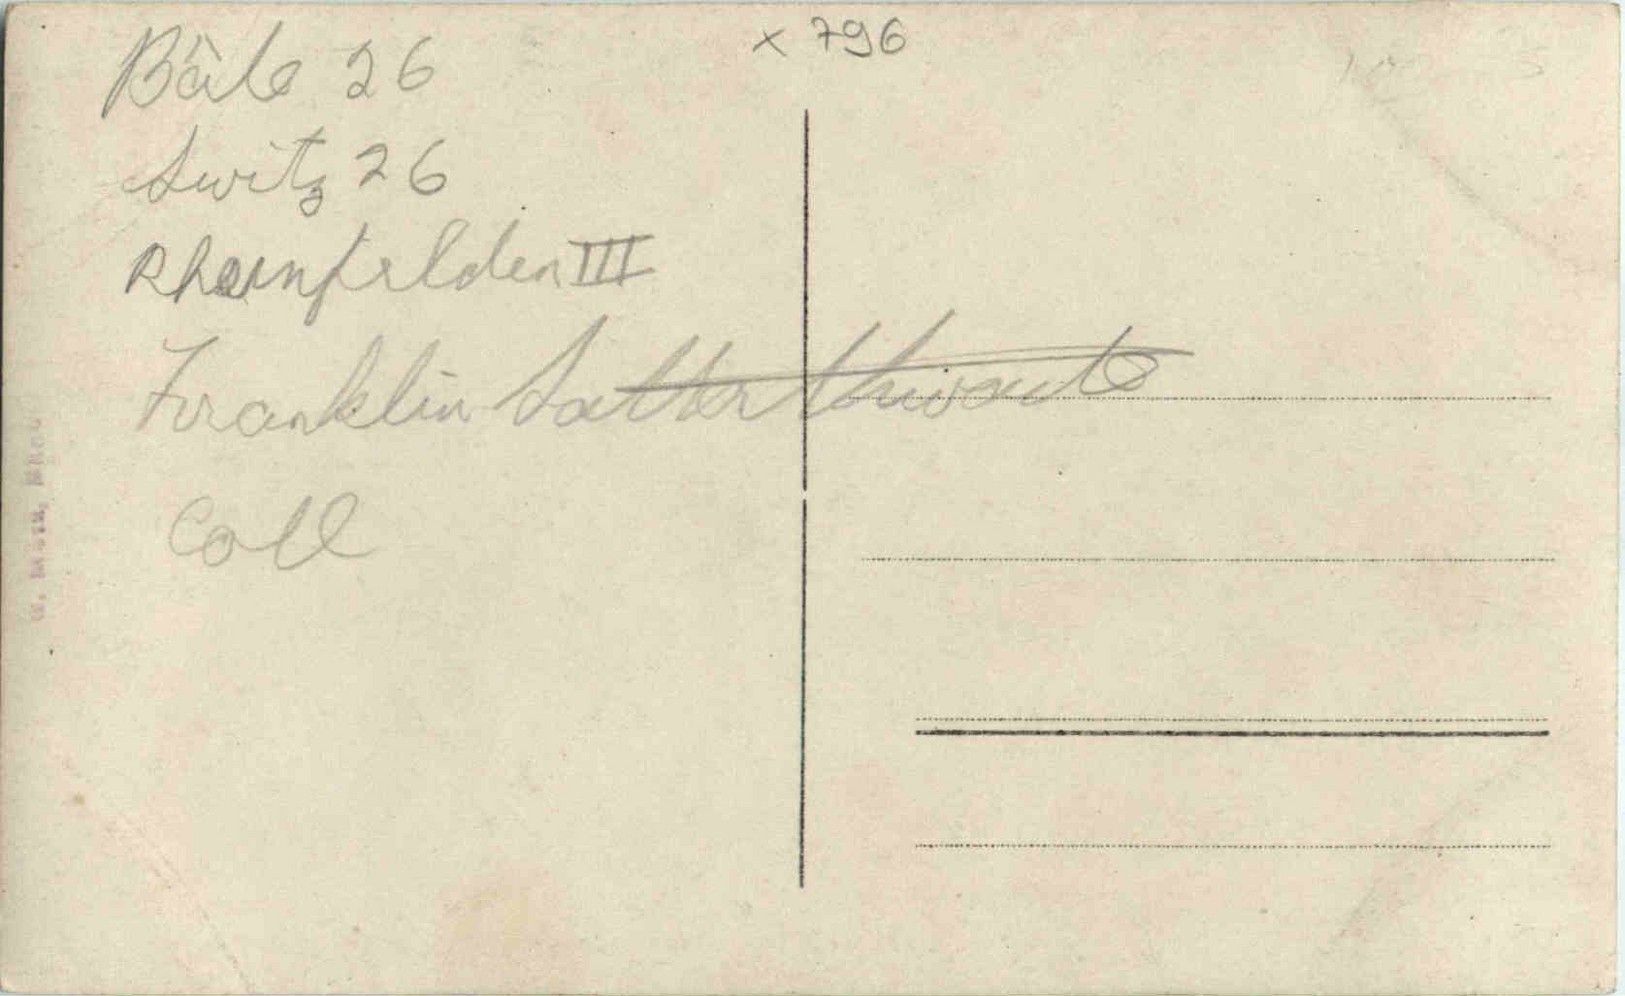 x 796
Bâle 26
Switz 26
Rheinfelden III
Franklin Satterthwaite
Coll